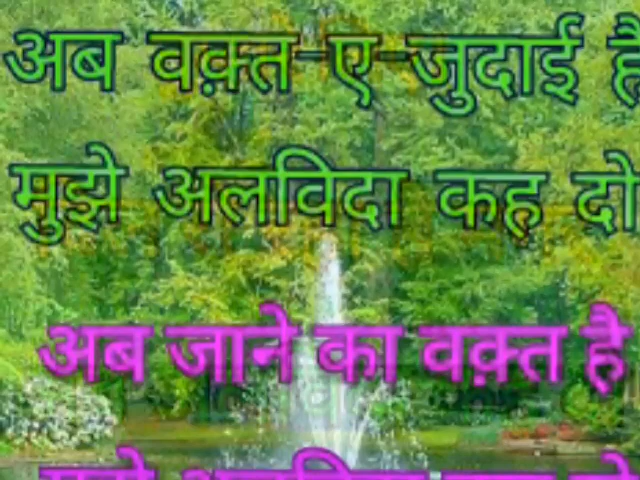 अब वक़्त-ए-जुदाई है
मुझे अलविदा कह दो
अब जाने का वक़्त है